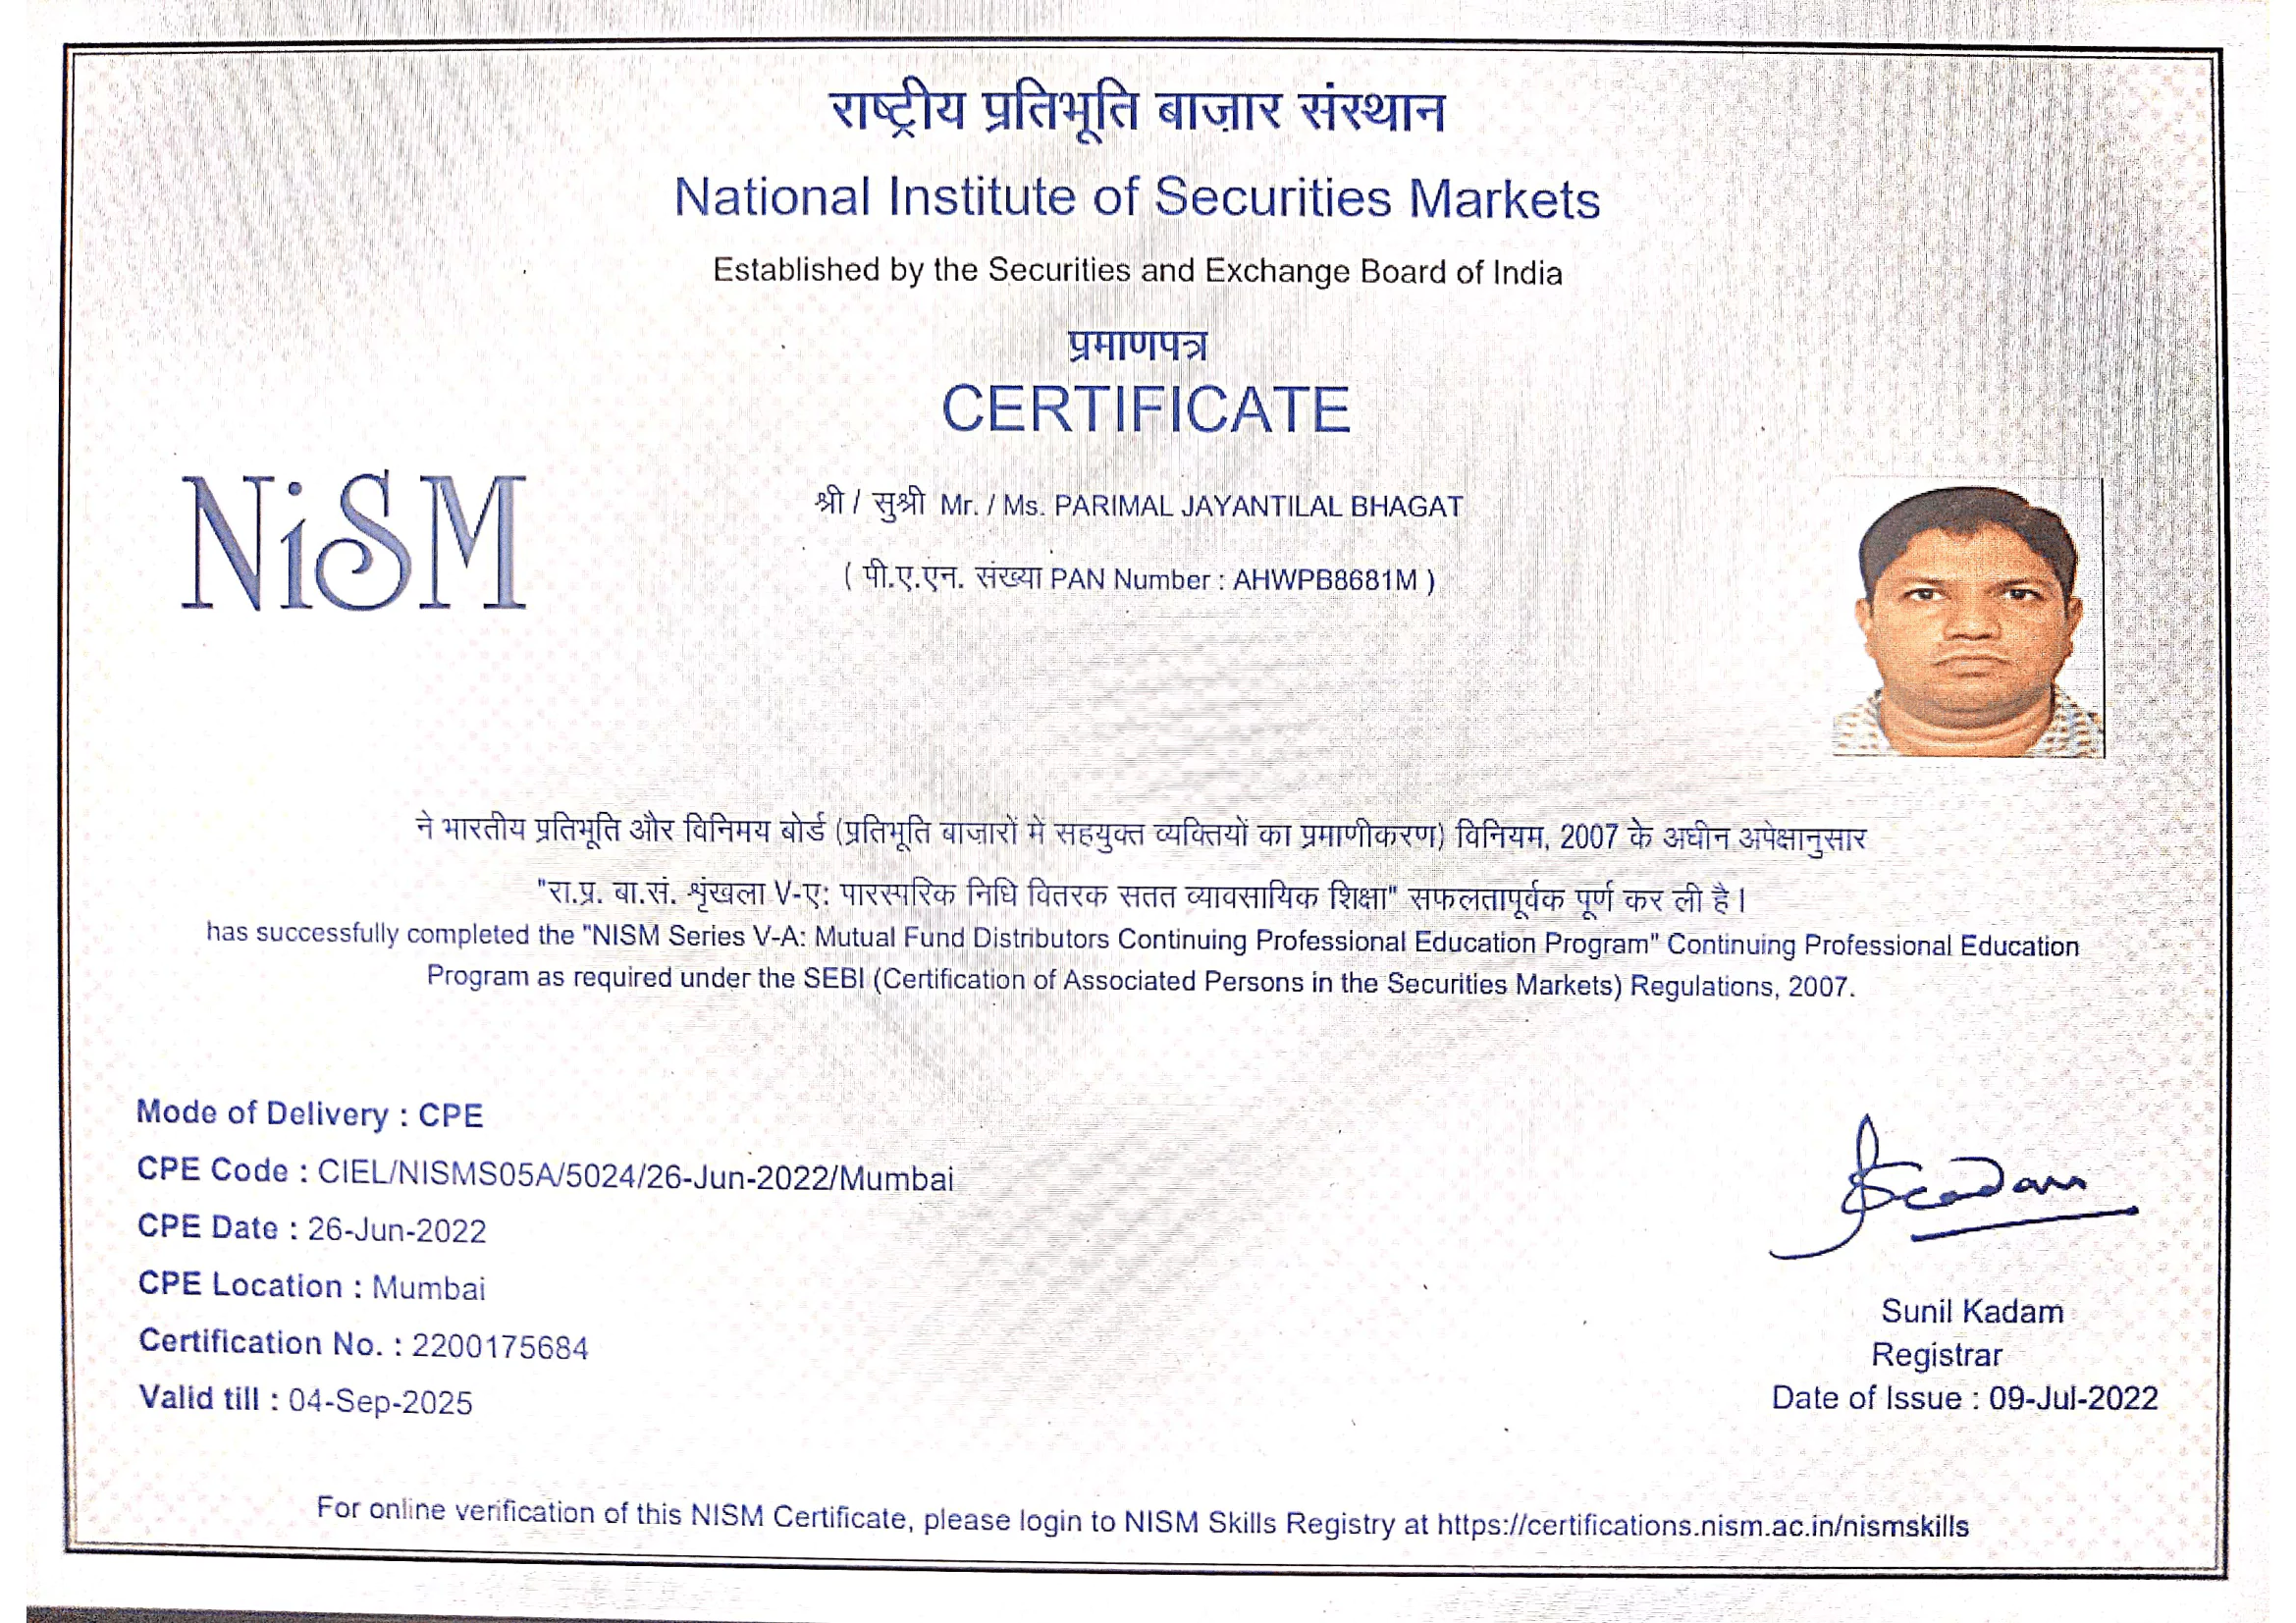 राष्ट्रीय प्रतिभूति बाज़ार संस्थान
National Institute of Securities Markets
Established by the Securities and Exchange Board of India
प्रमाणपत्र
CERTIFICATE
NiSM
श्री / सुश्री Mr. / Ms. PARIMAL JAYANTILAL BHAGAT
( पी.ए.एन. संख्या PAN Number : AHWPB8681M )
ने भारतीय प्रतिभूति और विनिमय बोर्ड (प्रतिभूति बाज़ारों में सहयुक्त व्यक्तियों का प्रमाणीकरण) विनियम, 2007 के अधीन अपेक्षानुसार
"रा.प्र. बा.सं. शृंखला V-ए: पारस्परिक निधि वितरक सतत व्यावसायिक शिक्षा" सफलतापूर्वक पूर्ण कर ली है।
has successfully completed the "NISM Series V-A: Mutual Fund Distributors Continuing Professional Education Program" Continuing Professional Education
Program as required under the SEBI (Certification of Associated Persons in the Securities Markets) Regulations, 2007.
Mode of Delivery : CPE
CPE Code : CIEL/NISMS05A/5024/26-Jun-2022/Mumbai
CPE Date : 26-Jun-2022
CPE Location : Mumbai
Certification No. : 2200175684
Valid till : 04-Sep-2025
SKadam
Sunil Kadam
Registrar
Date of Issue : 09-Jul-2022
For online verification of this NISM Certificate, please login to NISM Skills Registry at https://certifications.nism.ac.in/nismskills